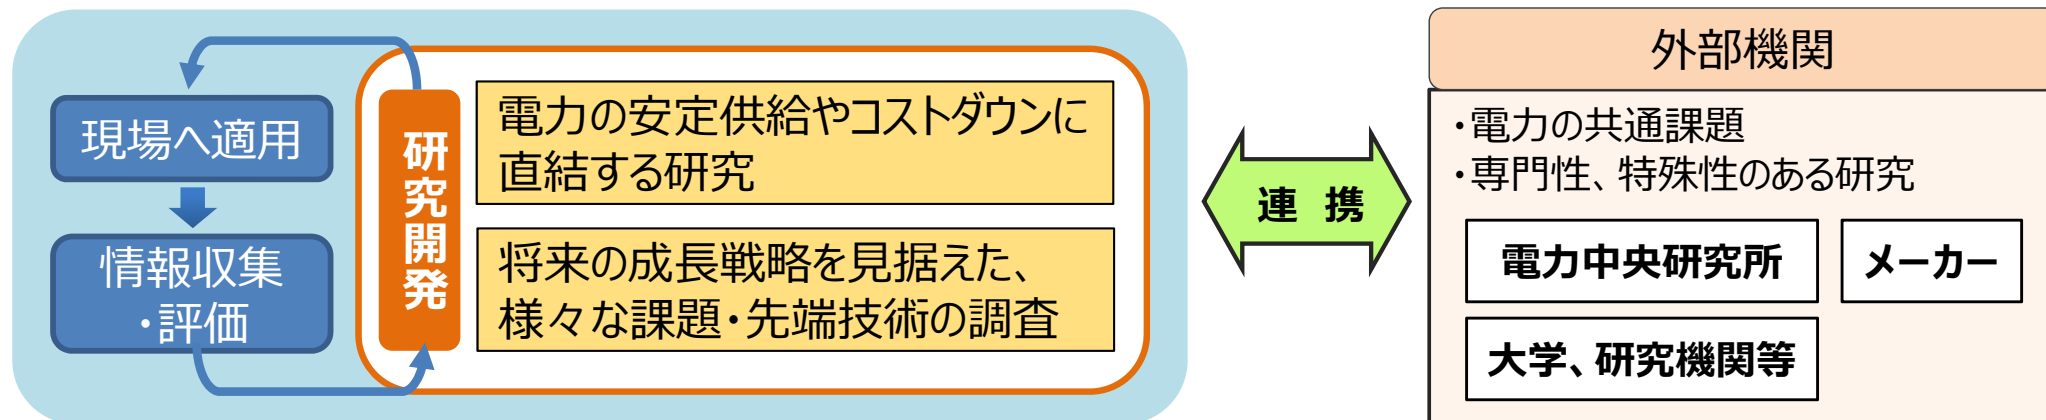 現場へ適用
情報収集
・評価
研究開発
電力の安定供給やコストダウンに
直結する研究
将来の成長戦略を見据えた、
様々な課題・先端技術の調査
連 携
外部機関
・電力の共通課題
・専門性、特殊性のある研究
電力中央研究所
メーカー
大学、研究機関等